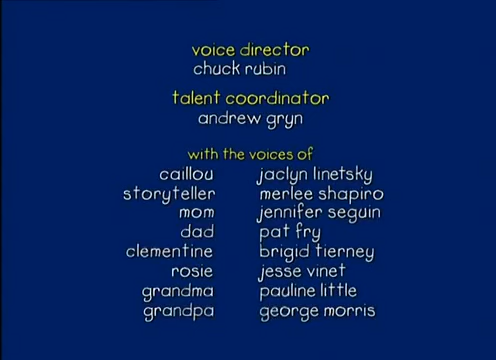 voice director
chuck rubin
talent coordinator
andrew gryn
with the voices of
caillou jaclyn linetsky
storyteller merlee shapiro
mom jennifer seguin
dad pat fry
clementine brigid tierney
rosie jesse vinet
grandma pauline little
grandpa george morris